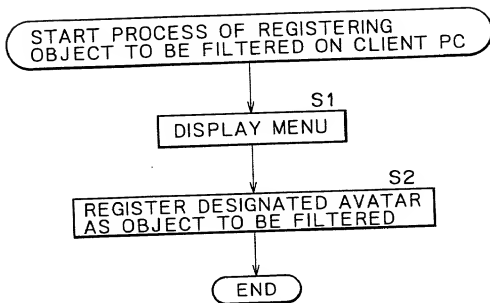 START PROCESS OF REGISTERING
OBJECT TO BE FILTERED ON CLIENT PC
S1
DISPLAY MENU
S2
REGISTER DESIGNATED AVATAR
AS OBJECT TO BE FILTERED
END